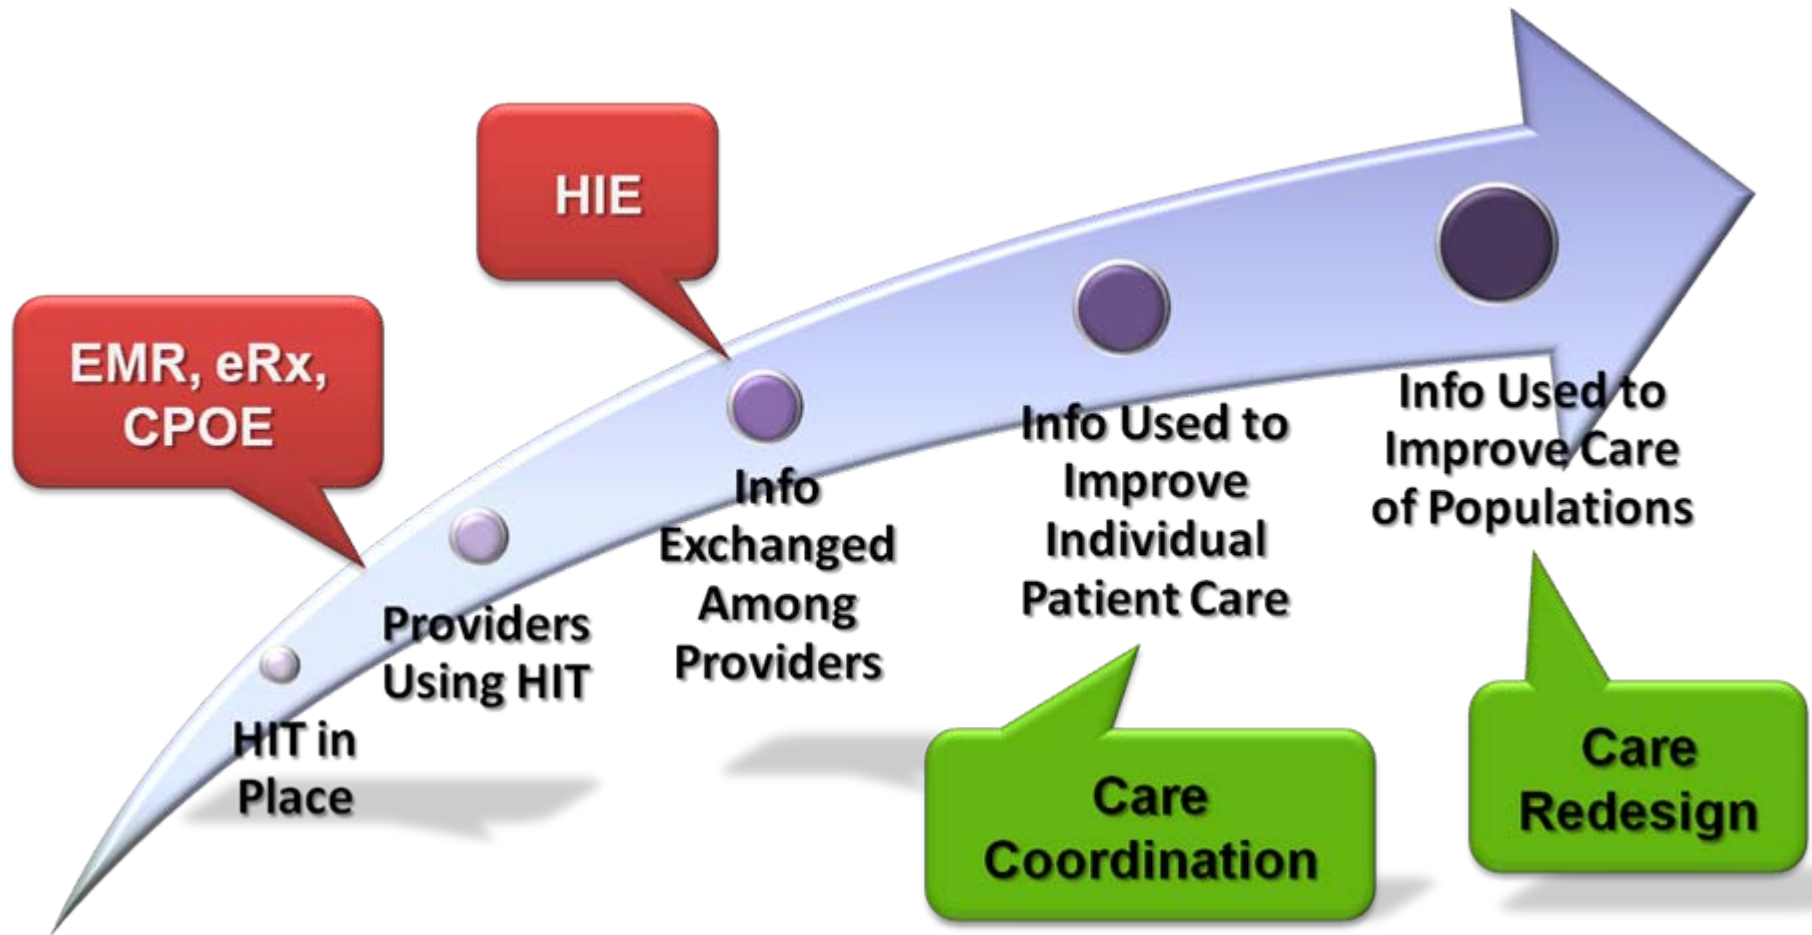 HIE
EMR, eRx,
CPOE
HIT in
Place
Providers
Using HIT
Info
Exchanged
Among
Providers
Info Used to
Improve
Individual
Patient Care
Info Used to
Improve Care
of Populations
Care
Coordination
Care
Redesign